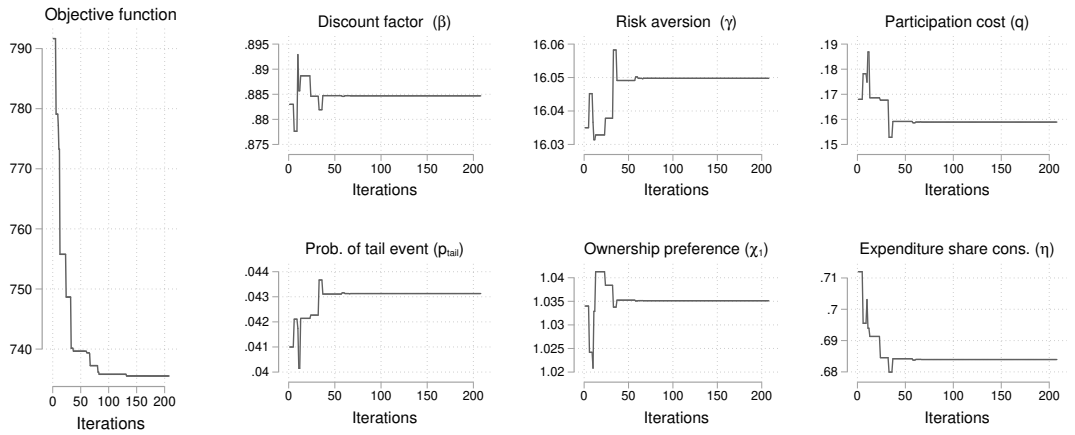 Objective function
790
780
770
760
750
740
0 50 100 150 200
Iterations
Discount factor (β)
.895
.89
.885
.88
.875
0 50 100 150 200
Iterations
Risk aversion (γ)
16.06
16.05
16.04
16.03
0 50 100 150 200
Iterations
Participation cost (q)
.19
.18
.17
.16
.15
0 50 100 150 200
Iterations
Prob. of tail event (ptail)
.044
.043
.042
.041
.04
0 50 100 150 200
Iterations
Ownership preference (χ1)
1.04
1.035
1.03
1.025
1.02
0 50 100 150 200
Iterations
Expenditure share cons. (η)
.71
.7
.69
.68
0 50 100 150 200
Iterations